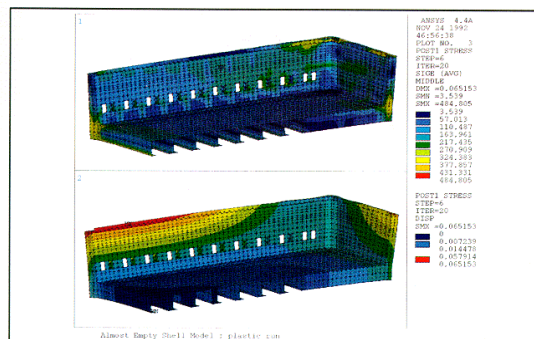 1
ANSYS 4.4A
NOV 24 1992
46:56:38
PLOT NO. 3
POST1 STRESS
STEP=6
ITER=20
SIGE (AVG)
MIDDLE
DMX =0.065153
SMN =3.539
SMX =484.805
3.539
57.013
110.487
163.961
217.435
270.909
324.383
377.857
431.331
484.805
2
POST1 STRESS
STEP=6
ITER=20
DISP
SMX =0.065153
0
0.007239
0.014478
0.057914
0.065153
Almost Empty Shell Model : plastic run